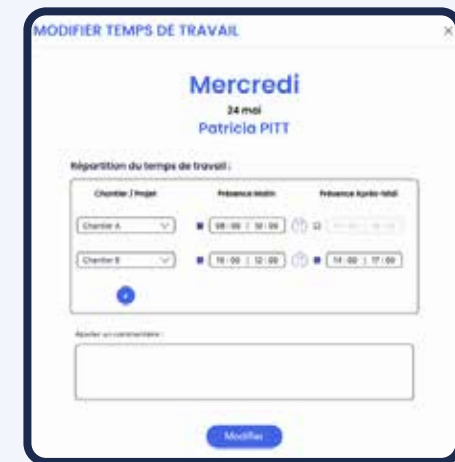 MODIFIER TEMPS DE TRAVAIL
Mercredi
24 mai
Patricia PITT
Répartition du temps de travail :
Chantier / Projet Présence Matin Présence Après-Midi
Chantier A 08:00 | 10:00
Chantier B 10:00 | 12:00 14:00 | 17:00
Ajouter un commentaire :
Modifier